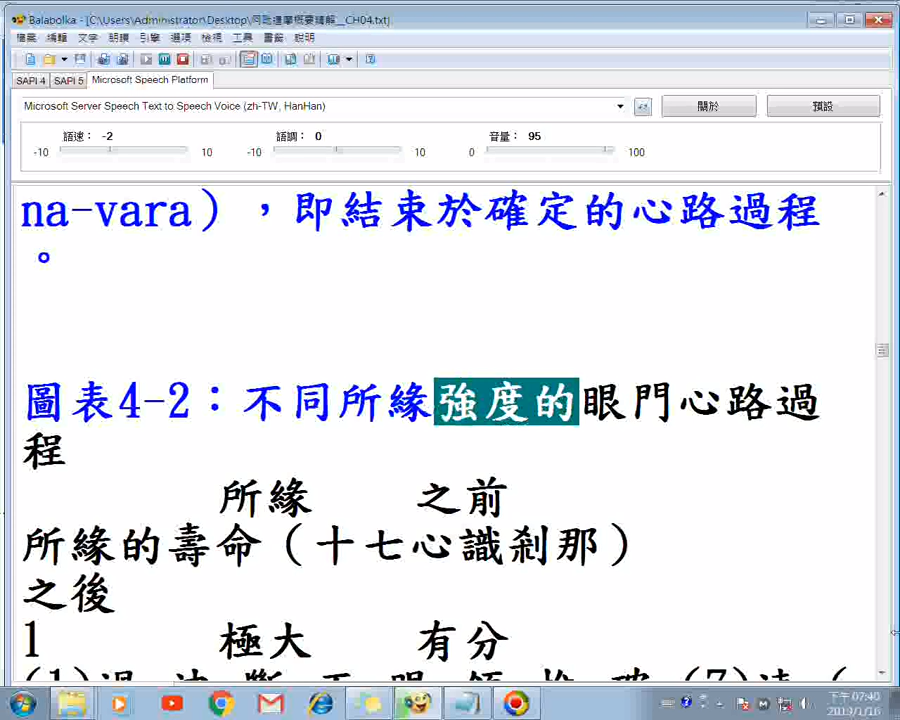 Balabolka - [C:\Users\Administrator\Desktop\阿毗達摩概要精解__CH04.txt]
檔案 編輯 文字 朗讀 引擎 選項 檢視 工具 書籤 說明
SAPI 4 SAPI 5 Microsoft Speech Platform
Microsoft Server Speech Text to Speech Voice (zh-TW, HanHan) 關於 預設
語速： -2 語調： 0 音量： 95
-10 10 -10 10 0 100
na-vara），即結束於確定的心路過程
。
圖表4-2：不同所緣強度的眼門心路過
程
所緣 之前
所緣的壽命（十七心識剎那）
之後
1 極大 有分
下午 07:40
2019/1/16